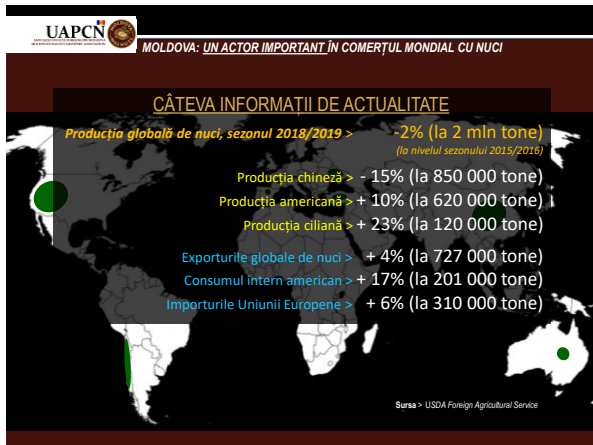 UAPCN
MOLDOVA: UN ACTOR IMPORTANT ÎN COMERȚUL MONDIAL CU NUCI
CÂTEVA INFORMAȚII DE ACTUALITATE
Producția globală de nuci, sezonul 2018/2019 > -2% (la 2 mln tone)
(la nivelul sezonului 2015/2016)
Producția chineză > - 15% (la 850 000 tone)
Producția americană > + 10% (la 620 000 tone)
Producția ciliană > + 23% (la 120 000 tone)
Exporturile globale de nuci > + 4% (la 727 000 tone)
Consumul intern american > + 17% (la 201 000 tone)
Importurile Uniunii Europene > + 6% (la 310 000 tone)
Sursa > USDA Foreign Agricultural Service